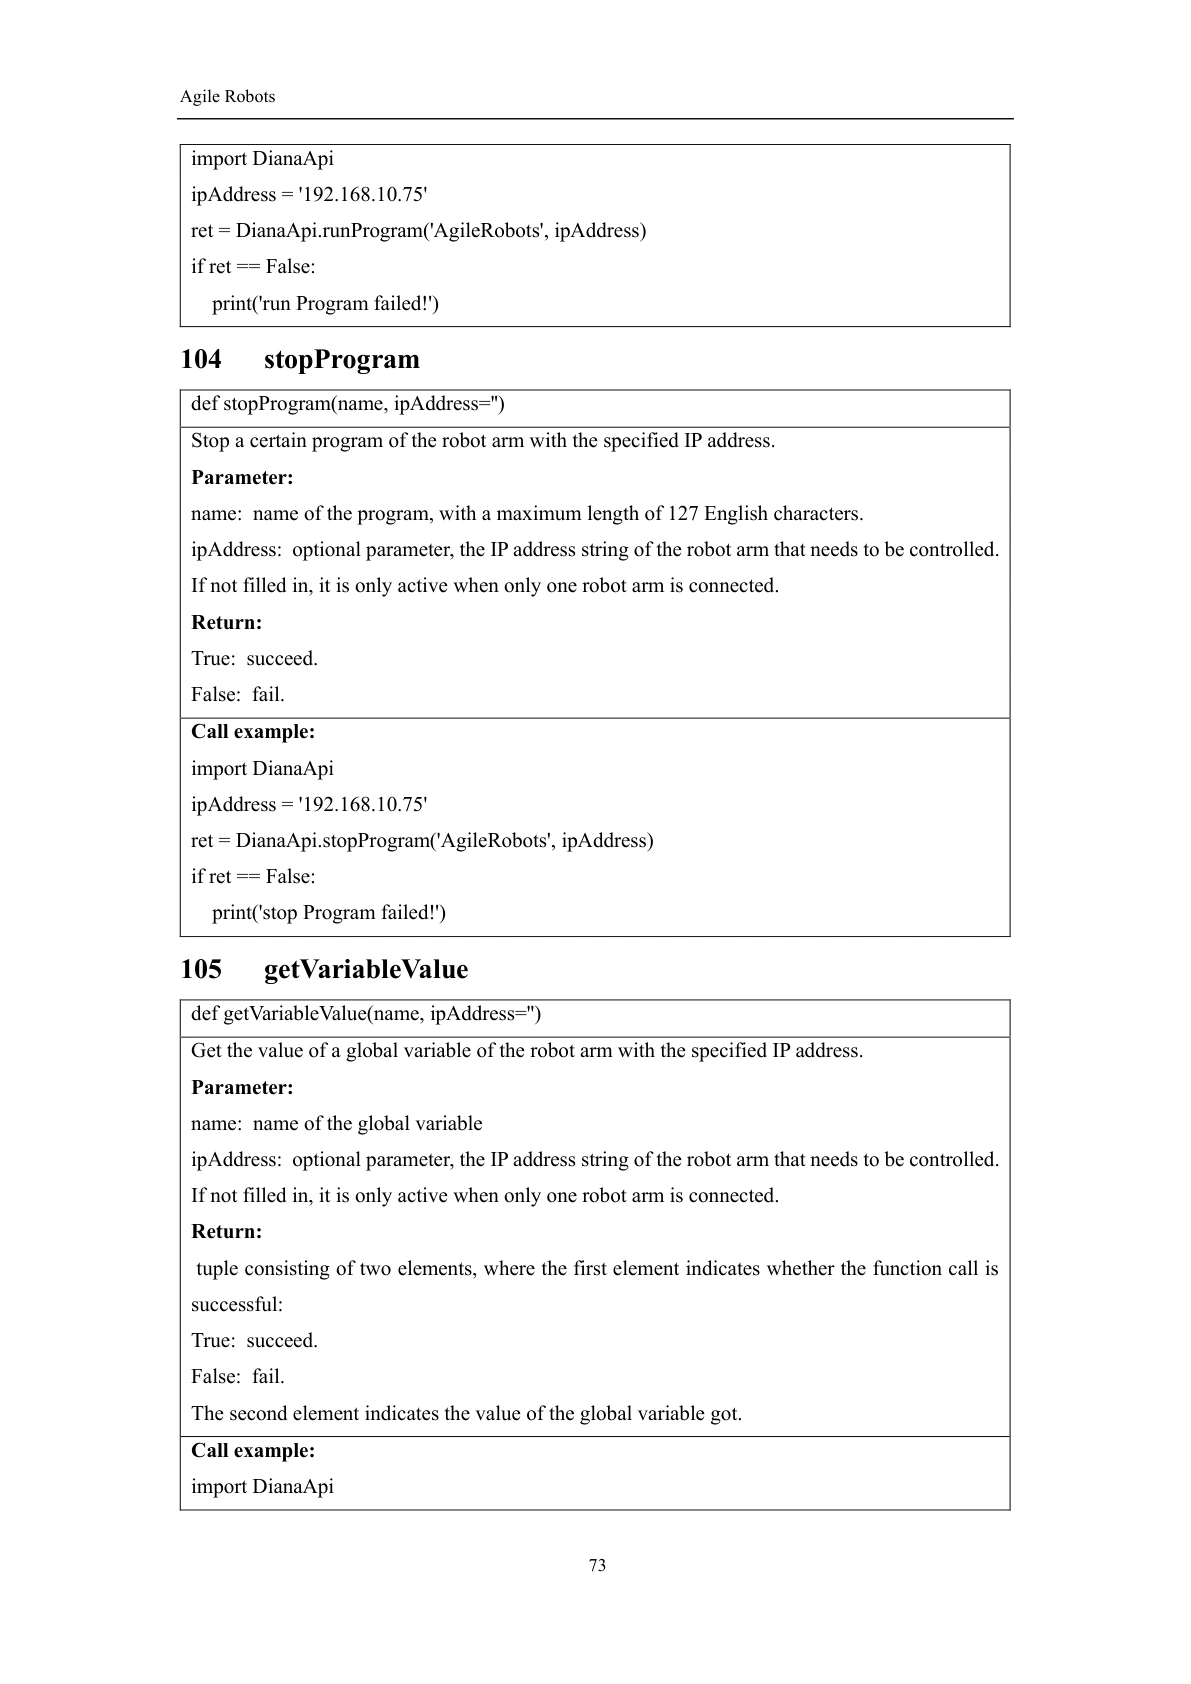 Agile Robots
import DianaApi
ipAddress = '192.168.10.75'
ret = DianaApi.runProgram('AgileRobots', ipAddress)
if ret == False:
    print('run Program failed!')
104 stopProgram
def stopProgram(name, ipAddress='')
Stop a certain program of the robot arm with the specified IP address.
Parameter:
name: name of the program, with a maximum length of 127 English characters.
ipAddress: optional parameter, the IP address string of the robot arm that needs to be controlled.
If not filled in, it is only active when only one robot arm is connected.
Return:
True: succeed.
False: fail.
Call example:
import DianaApi
ipAddress = '192.168.10.75'
ret = DianaApi.stopProgram('AgileRobots', ipAddress)
if ret == False:
    print('stop Program failed!')
105 getVariableValue
def getVariableValue(name, ipAddress='')
Get the value of a global variable of the robot arm with the specified IP address.
Parameter:
name: name of the global variable
ipAddress: optional parameter, the IP address string of the robot arm that needs to be controlled.
If not filled in, it is only active when only one robot arm is connected.
Return:
tuple consisting of two elements, where the first element indicates whether the function call is
successful:
True: succeed.
False: fail.
The second element indicates the value of the global variable got.
Call example:
import DianaApi
73